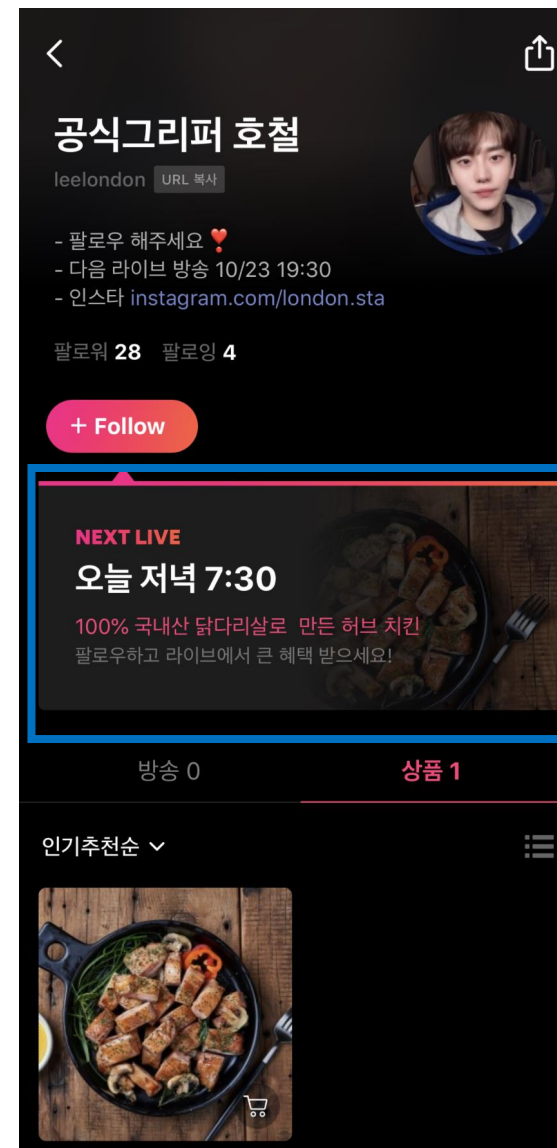 공식그리퍼 호철
leelondon URL 복사
- 팔로우 해주세요 ❣️
- 다음 라이브 방송 10/23 19:30
- 인스타 instagram.com/london.sta
팔로워 28 팔로잉 4
+ Follow
NEXT LIVE
오늘 저녁 7:30
100% 국내산 닭다리살로 만든 허브 치킨
팔로우하고 라이브에서 큰 혜택 받으세요!
방송 0 상품 1
인기추천순